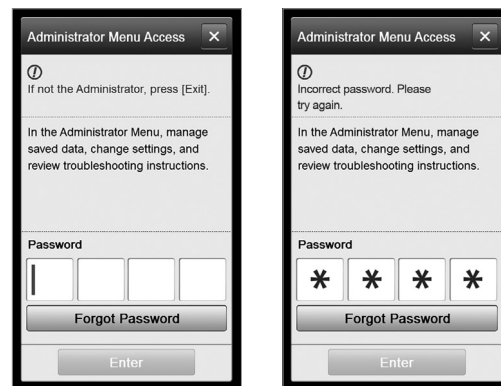 Administrator Menu Access
If not the Administrator, press [Exit].
In the Administrator Menu, manage
saved data, change settings, and
review troubleshooting instructions.
Password
Forgot Password
Enter
Administrator Menu Access
Incorrect password. Please
try again.
In the Administrator Menu, manage
saved data, change settings, and
review troubleshooting instructions.
Password
* * * *
Forgot Password
Enter